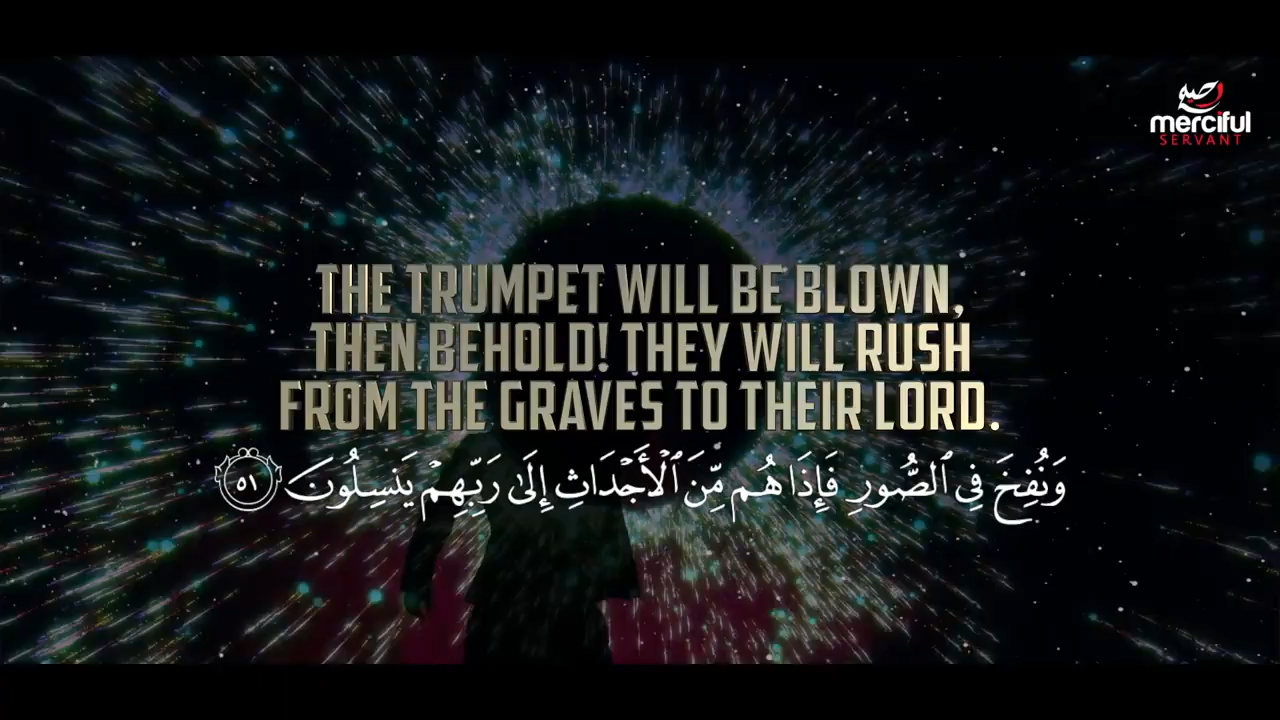 merciful
SERVANT
THE TRUMPET WILL BE BLOWN,
THEN BEHOLD! THEY WILL RUSH
FROM THE GRAVES TO THEIR LORD.
وَنُفِخَ فِى ٱلصُّورِ فَإِذَا هُم مِّنَ ٱلْأَجْدَاثِ إِلَىٰ رَبِّهِمْ يَنسِلُونَ ٥١